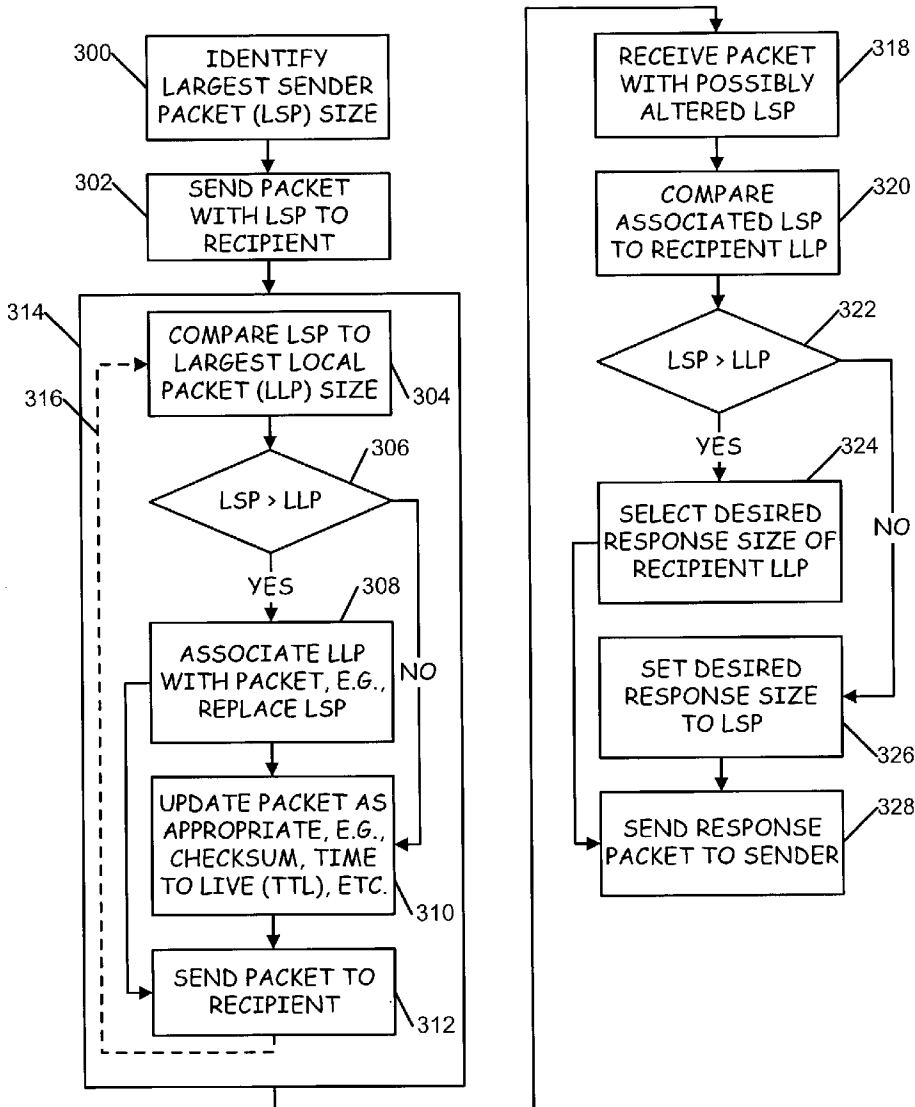 300
IDENTIFY
LARGEST SENDER
PACKET (LSP) SIZE
302
SEND PACKET
WITH LSP TO
RECIPIENT
314
316
COMPARE LSP TO
LARGEST LOCAL
PACKET (LLP) SIZE
304
306
LSP > LLP
YES
308
NO
ASSOCIATE LLP
WITH PACKET, E.G.,
REPLACE LSP
UPDATE PACKET AS
APPROPRIATE, E.G.,
CHECKSUM, TIME
TO LIVE (TTL), ETC.
310
SEND PACKET TO
RECIPIENT
312
RECEIVE PACKET
WITH POSSIBLY
ALTERED LSP
318
COMPARE
ASSOCIATED LSP
TO RECIPIENT LLP
320
322
LSP > LLP
YES
324
NO
SELECT DESIRED
RESPONSE SIZE OF
RECIPIENT LLP
SET DESIRED
RESPONSE SIZE
TO LSP
326
SEND RESPONSE
PACKET TO SENDER
328